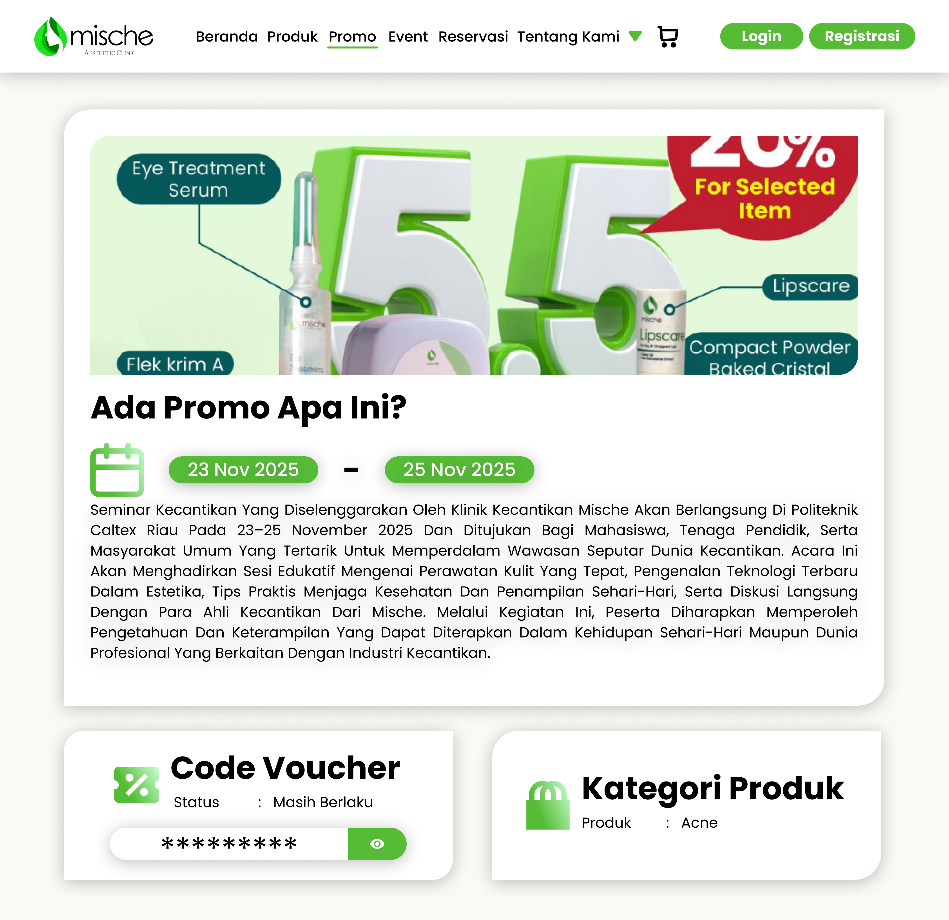 mische
AESTHETIC CLINIC
Beranda Produk Promo Event Reservasi Tentang Kami
Login
Registrasi
Eye Treatment
Serum
20%
For Selected
Item
5.5
mische
Lipscare
mische
Lipscare
Flek krim A
Compact Powder
Baked Cristal
Ada Promo Apa Ini?
23 Nov 2025 – 25 Nov 2025
Seminar Kecantikan Yang Diselenggarakan Oleh Klinik Kecantikan Mische Akan Berlangsung Di Politeknik
Caltex Riau Pada 23–25 November 2025 Dan Ditujukan Bagi Mahasiswa, Tenaga Pendidik, Serta
Masyarakat Umum Yang Tertarik Untuk Memperdalam Wawasan Seputar Dunia Kecantikan. Acara Ini
Akan Menghadirkan Sesi Edukatif Mengenai Perawatan Kulit Yang Tepat, Pengenalan Teknologi Terbaru
Dalam Estetika, Tips Praktis Menjaga Kesehatan Dan Penampilan Sehari-Hari, Serta Diskusi Langsung
Dengan Para Ahli Kecantikan Dari Mische. Melalui Kegiatan Ini, Peserta Diharapkan Memperoleh
Pengetahuan Dan Keterampilan Yang Dapat Diterapkan Dalam Kehidupan Sehari-Hari Maupun Dunia
Profesional Yang Berkaitan Dengan Industri Kecantikan.
Code Voucher
Status : Masih Berlaku
*********
Kategori Produk
Produk : Acne